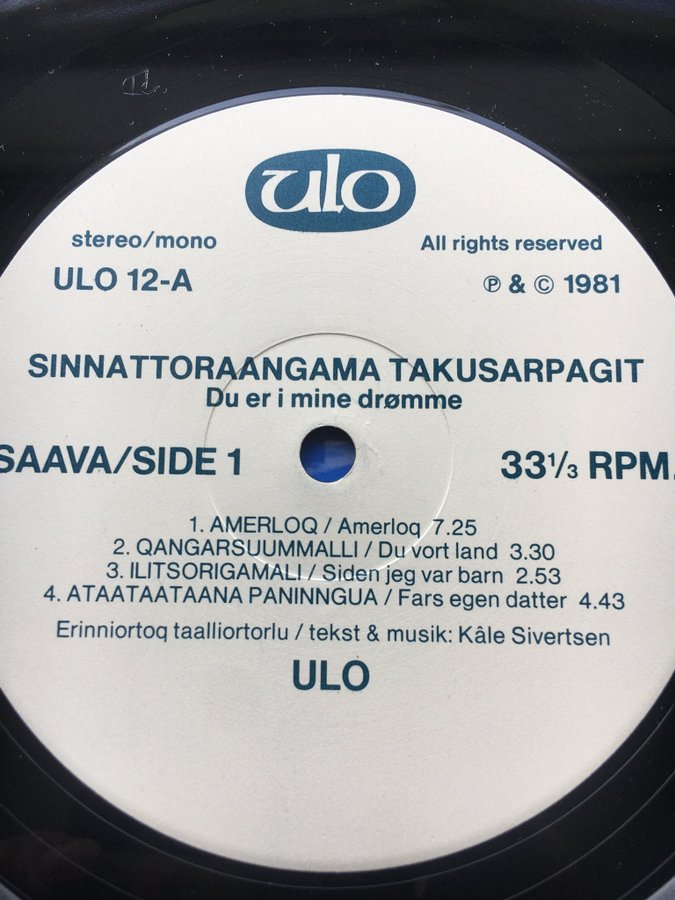 ulo
stereo/mono All rights reserved
ULO 12-A ℗ & © 1981
SINNATTORAANGAMA TAKUSARPAGIT
Du er i mine drømme
SAAVA/SIDE 1 33⅓ RPM.
1. AMERLOQ / Amerloq 7.25
2. QANGARSUUMMALLI / Du vort land 3.30
3. ILITSORIGAMALI / Siden jeg var barn 2.53
4. ATAATAATAANA PANINNGUA / Fars egen datter 4.43
Erinniortoq taalliortorlu / tekst & musik: Kâle Sivertsen
ULO